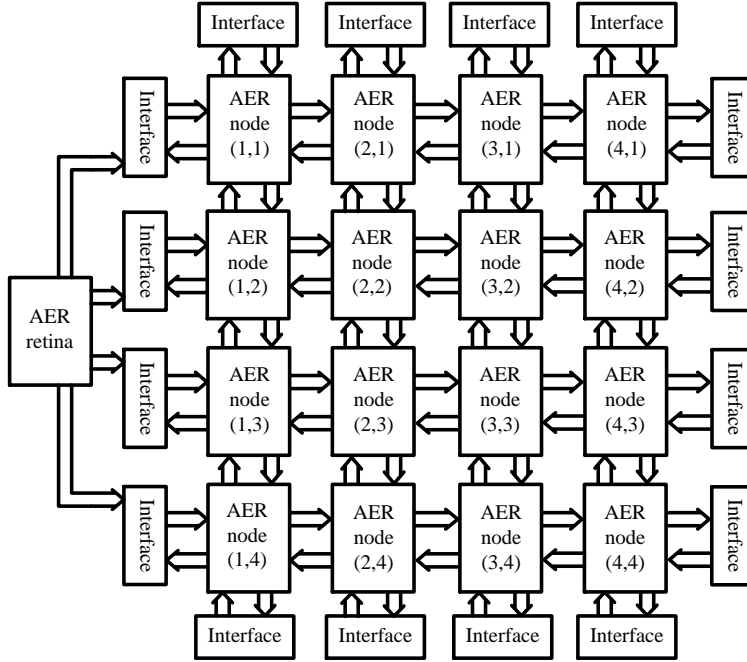 Interface
Interface
Interface
Interface
Interface
AER
node
(1,1)
AER
node
(2,1)
AER
node
(3,1)
AER
node
(4,1)
Interface
Interface
AER
node
(1,2)
AER
node
(2,2)
AER
node
(3,2)
AER
node
(4,2)
Interface
AER
retina
Interface
AER
node
(1,3)
AER
node
(2,3)
AER
node
(3,3)
AER
node
(4,3)
Interface
Interface
AER
node
(1,4)
AER
node
(2,4)
AER
node
(3,4)
AER
node
(4,4)
Interface
Interface
Interface
Interface
Interface